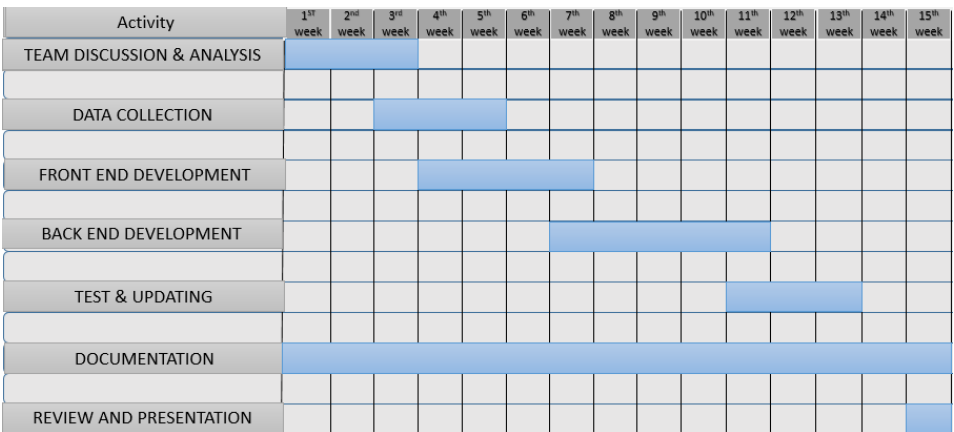 Activity
1ST week 2nd week 3rd week 4th week 5th week 6th week 7th week 8th week 9th week 10th week 11th week 12th week 13th week 14th week 15th week
TEAM DISCUSSION & ANALYSIS
DATA COLLECTION
FRONT END DEVELOPMENT
BACK END DEVELOPMENT
TEST & UPDATING
DOCUMENTATION
REVIEW AND PRESENTATION